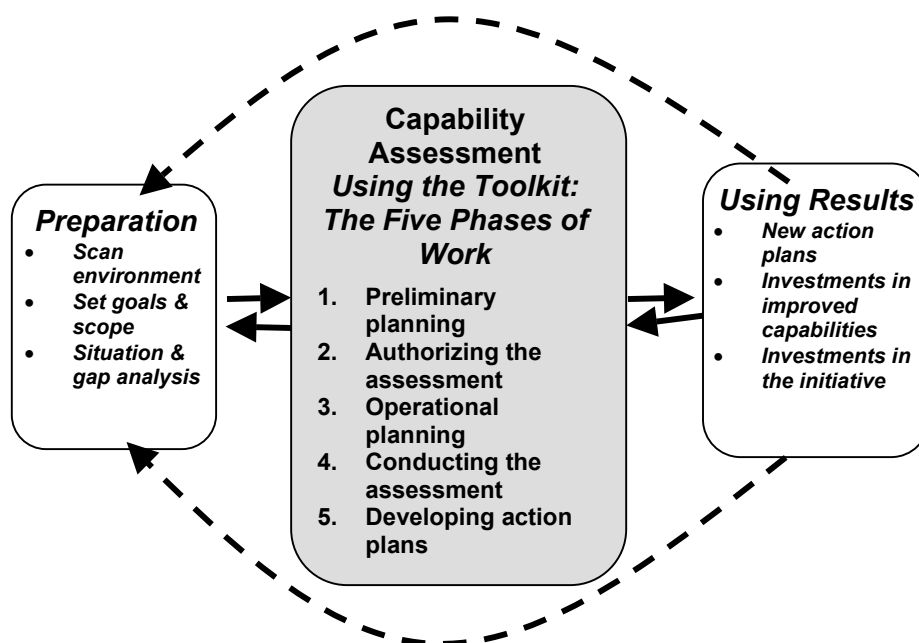 Preparation
• Scan
environment
• Set goals &
scope
• Situation &
gap analysis
Capability
Assessment
Using the Toolkit:
The Five Phases of
Work
1. Preliminary
planning
2. Authorizing the
assessment
3. Operational
planning
4. Conducting the
assessment
5. Developing action
plans
Using Results
• New action
plans
• Investments in
improved
capabilities
• Investments in
the initiative